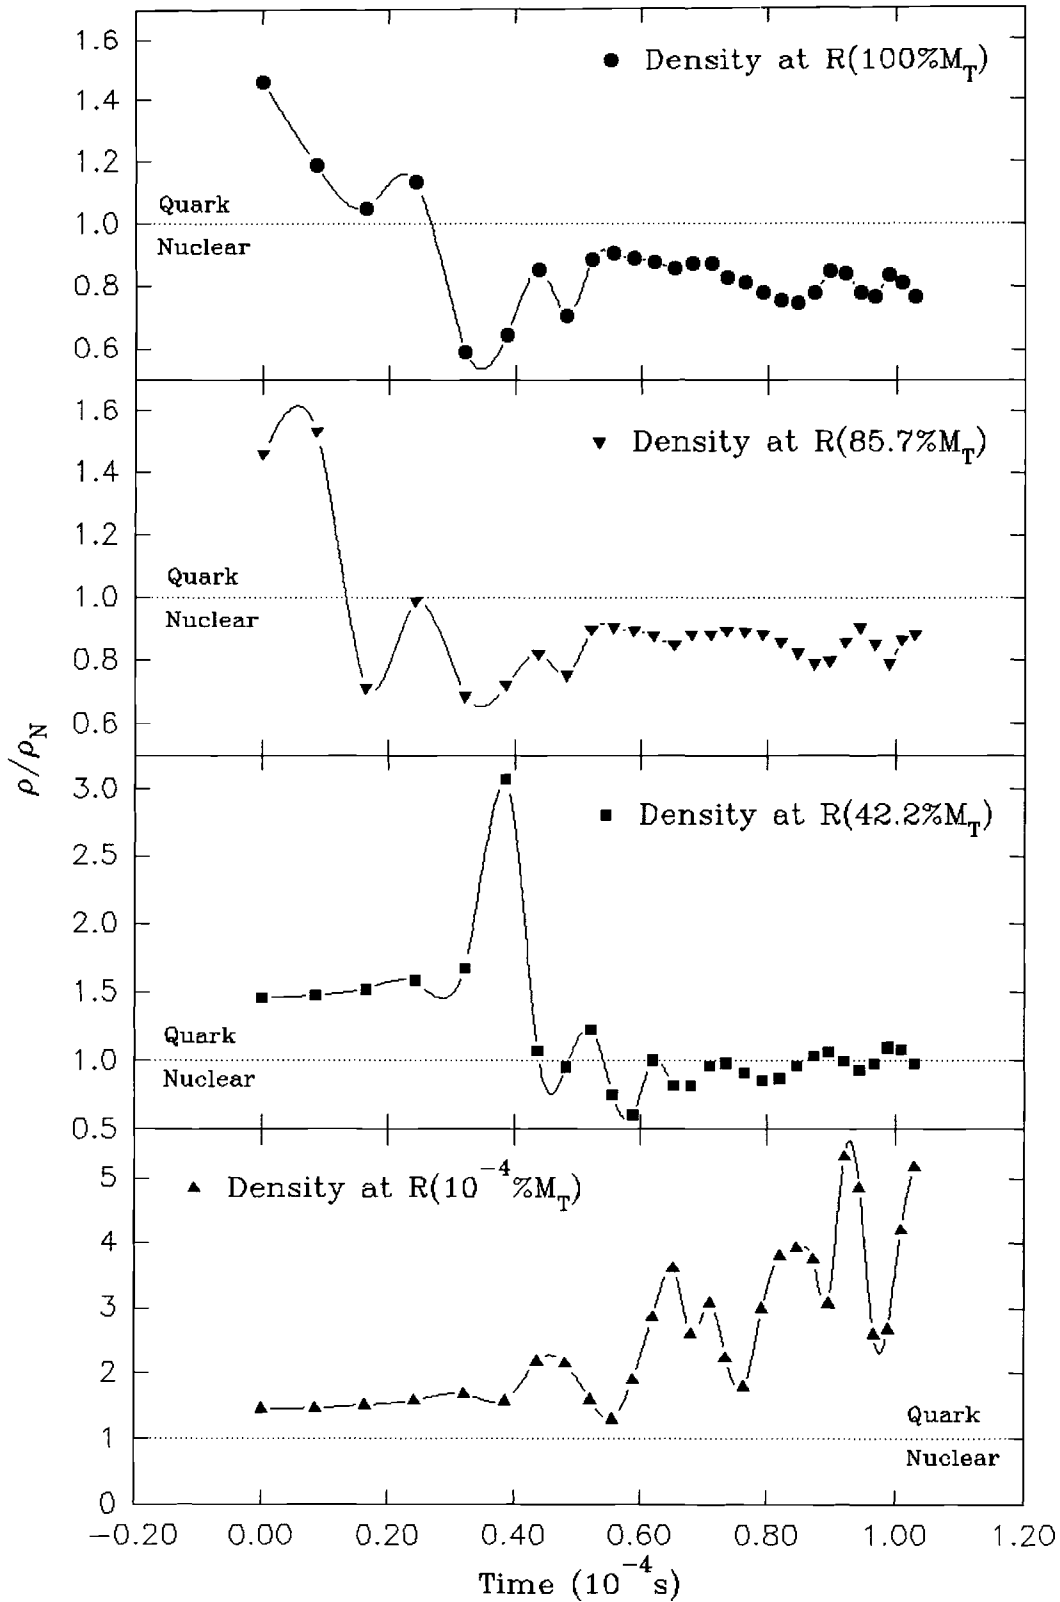 1.6
Density at R(100%M_T)
1.4
1.2
Quark
1.0
Nuclear
0.8
0.6
1.6
Density at R(85.7%M_T)
1.4
1.2
Quark
1.0
Nuclear
0.8
0.6
ρ/ρ_N
3.0
Density at R(42.2%M_T)
2.5
2.0
1.5
Quark
1.0
Nuclear
0.5
5
Density at R(10^-4%M_T)
4
3
2
Quark
1
Nuclear
0
-0.20 0.00 0.20 0.40 0.60 0.80 1.00 1.20
Time (10^-4s)